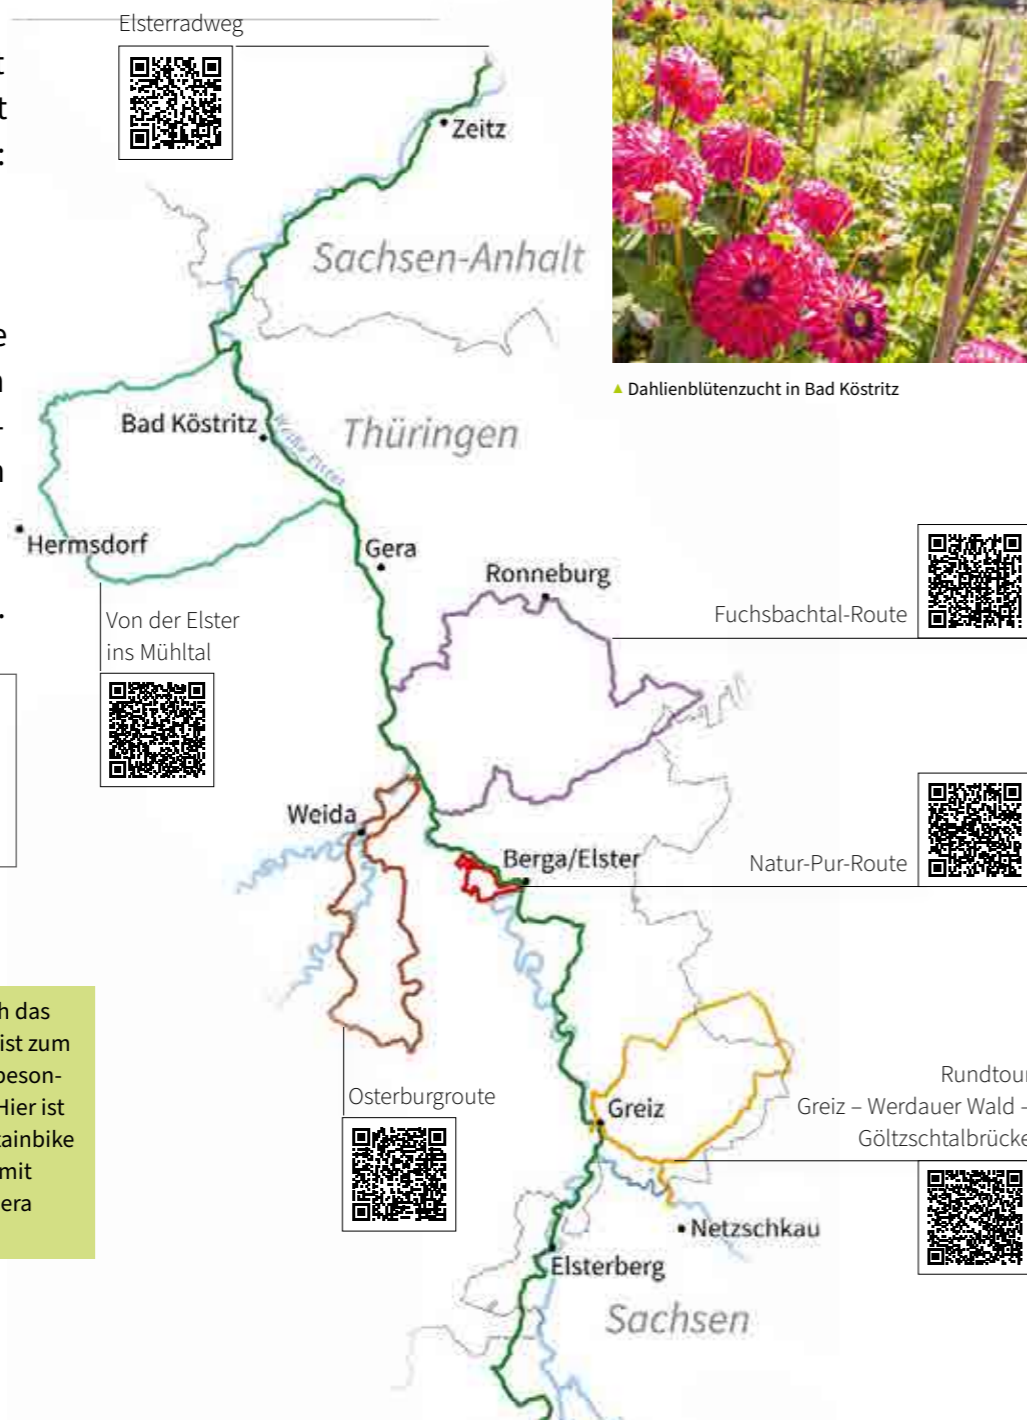 Elsterradweg
t
t
:
Zeitz
Sachsen-Anhalt
e
n
-
n
▲ Dahlienblütenzucht in Bad Köstritz
Bad Köstritz
Weiße Elster
Thüringen
Hermsdorf
Gera
Ronneburg
Von der Elster
ins Mühltal
.
Fuchsbachtal-Route
Weida
Berga/Elster
Natur-Pur-Route
h das
ist zum
beson-
Hier ist
tainbike
mit
era
Osterburgroute
Greiz
Rundtour
Greiz – Werdauer Wald –
Göltzschtalbrücke
Netzschkau
Elsterberg
Sachsen